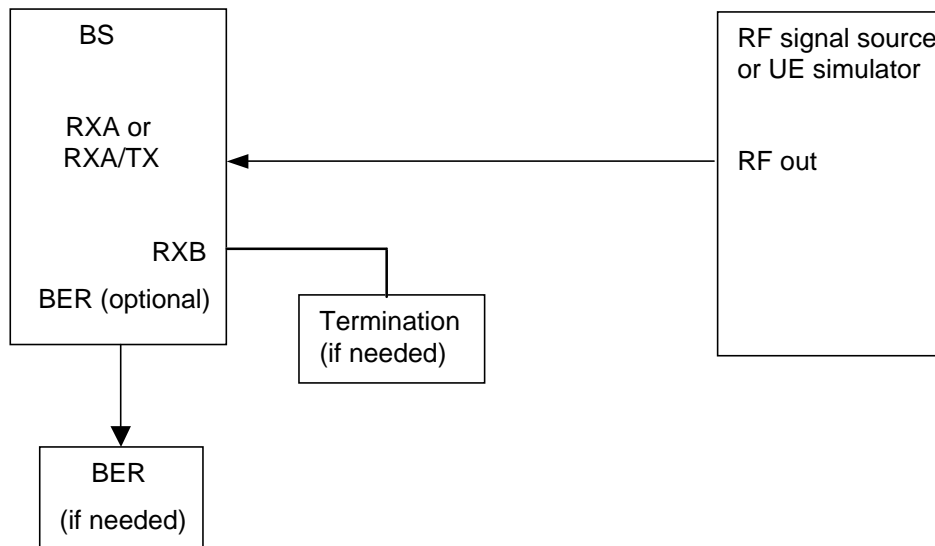 BS
RXA or
RXA/TX
RXB
BER (optional)
RF signal source
or UE simulator
RF out
Termination
(if needed)
BER
(if needed)